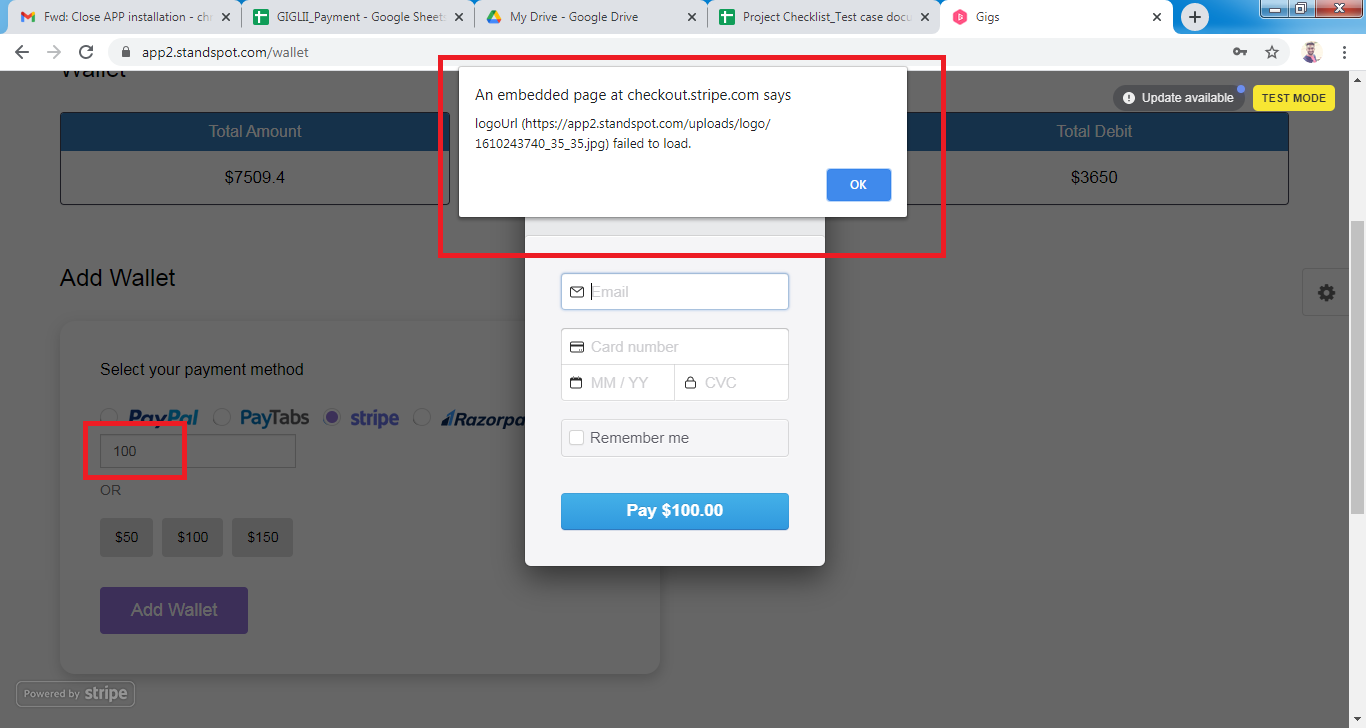 Fwd: Close APP installation - chr
GIGLII_Payment - Google Sheets
My Drive - Google Drive
Project Checklist_Test case docu
Gigs
app2.standspot.com/wallet
Wallet
An embedded page at checkout.stripe.com says
logoUrl (https://app2.standspot.com/uploads/logo/
1610243740_35_35.jpg) failed to load.
OK
Update available
TEST MODE
Total Amount
Total Debit
$7509.4
$3650
Add Wallet
Select your payment method
PayPal
PayTabs
stripe
Razorpa
100
OR
$50
$100
$150
Add Wallet
Email
Card number
MM / YY
CVC
Remember me
Pay $100.00
Powered by stripe